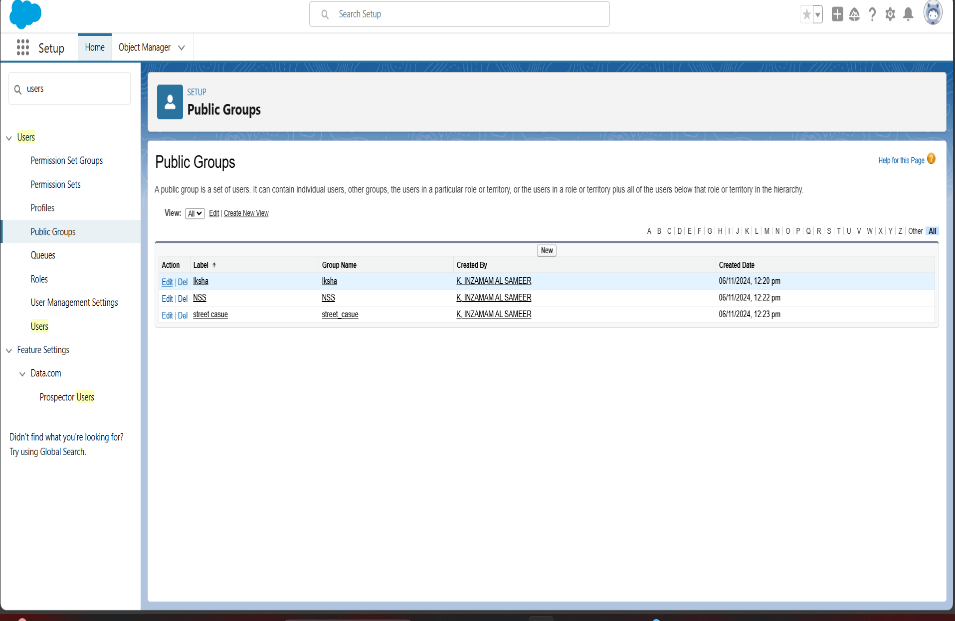 Search Setup
Setup
Home
Object Manager
users
Users
Permission Set Groups
Permission Sets
Profiles
Public Groups
Queues
Roles
User Management Settings
Users
Feature Settings
Data.com
Prospector Users
Didn't find what you're looking for?
Try using Global Search.
SETUP
Public Groups
Public Groups
Help for this Page
A public group is a set of users. It can contain individual users, other groups, the users in a particular role or territory, or the users in a role or territory plus all of the users below that role or territory in the hierarchy.
View: All Edit | Create New View
A B C | D | E | F | G | H | I | J | K | L | M | N | O | P | Q | R | S | T | U | V | W | X | Y | Z | Other All
New
Action Label Group Name Created By Created Date
Edit | Del Iksha Iksha K. INZAMAM AL SAMEER 06/11/2024, 12:20 pm
Edit | Del NSS NSS K. INZAMAM AL SAMEER 06/11/2024, 12:22 pm
Edit | Del street casue street_casue K. INZAMAM AL SAMEER 06/11/2024, 12:23 pm